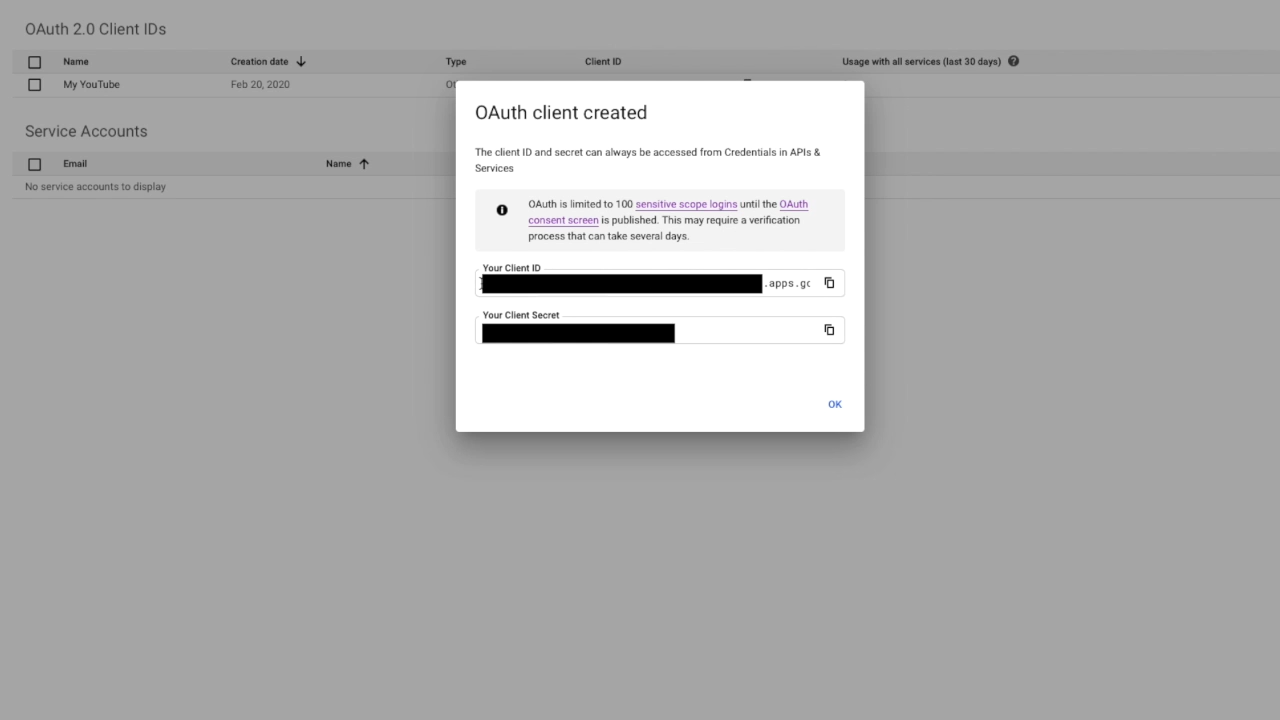 OAuth 2.0 Client IDs
Name Creation date Type Client ID Usage with all services (last 30 days)
My YouTube Feb 20, 2020
OAuth client created
Service Accounts
The client ID and secret can always be accessed from Credentials in APIs &
Services
Email Name
No service accounts to display
OAuth is limited to 100 sensitive scope logins until the OAuth
consent screen is published. This may require a verification
process that can take several days.
Your Client ID
.apps.gc
Your Client Secret
OK